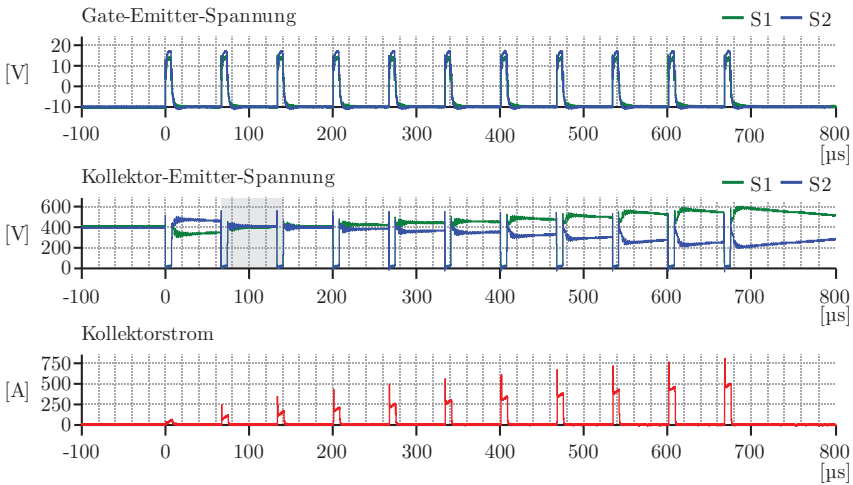 Gate-Emitter-Spannung
S1 S2
20
10
[V]
0
-10
-100 0 100 200 300 400 500 600 700 800
[µs]
Kollektor-Emitter-Spannung
S1 S2
600
[V]
400
200
0
-100 0 100 200 300 400 500 600 700 800
[µs]
Kollektorstrom
750
[A]
500
250
0
-100 0 100 200 300 400 500 600 700 800
[µs]